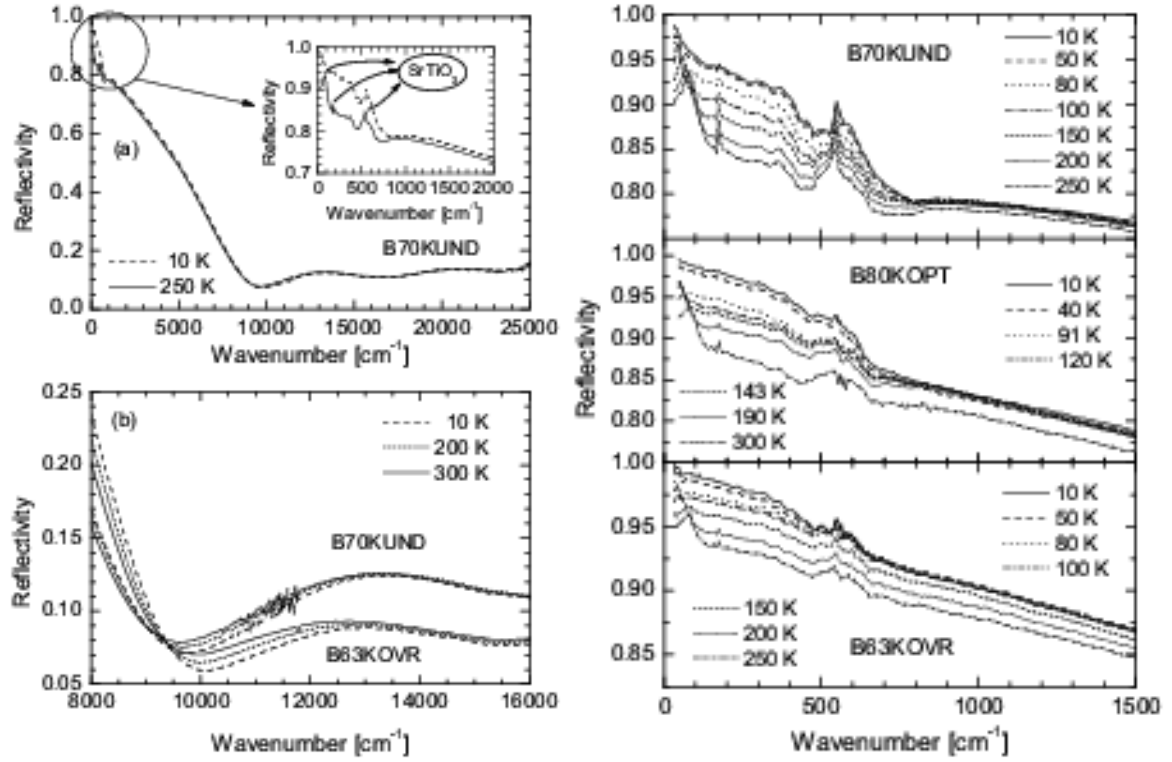 1.0
0.8
0.6
0.4
0.2
0.0
Reflectivity
(a)
10 K
250 K
B70KUND
0 5000 10000 15000 20000 25000
Wavenumber [cm⁻¹]
1.0
0.9
0.8
0.7
Reflectivity
SrTiO₃
0 5000 10000 15000 2000
Wavenumber [cm⁻¹]
0.25
0.20
0.15
0.10
0.05
Reflectivity
(b)
10 K
200 K
300 K
B70KUND
B63KOVR
8000 10000 12000 14000 16000
Wavenumber [cm⁻¹]
1.00
0.95
0.90
0.85
0.80
B70KUND
10 K
50 K
80 K
100 K
150 K
200 K
250 K
1.00
0.95
0.90
0.85
0.80
Reflectivity
B80KOPT
10 K
40 K
91 K
120 K
143 K
190 K
300 K
1.00
0.95
0.90
0.85
10 K
50 K
80 K
100 K
150 K
200 K
250 K
B63KOVR
0 500 1000 1500
Wavenumber [cm⁻¹]